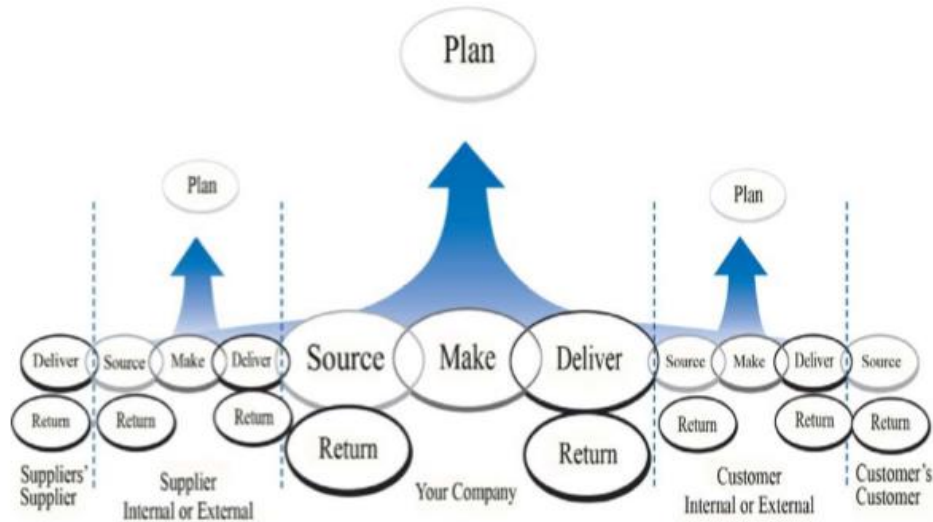 Plan
Plan
Plan
Deliver Source Make Deliver Source Make Deliver Source Make Deliver Source
Return Return Return Return Return Return Return Return
Suppliers'
Supplier
Supplier
Internal or External
Your Company
Customer
Internal or External
Customer's
Customer